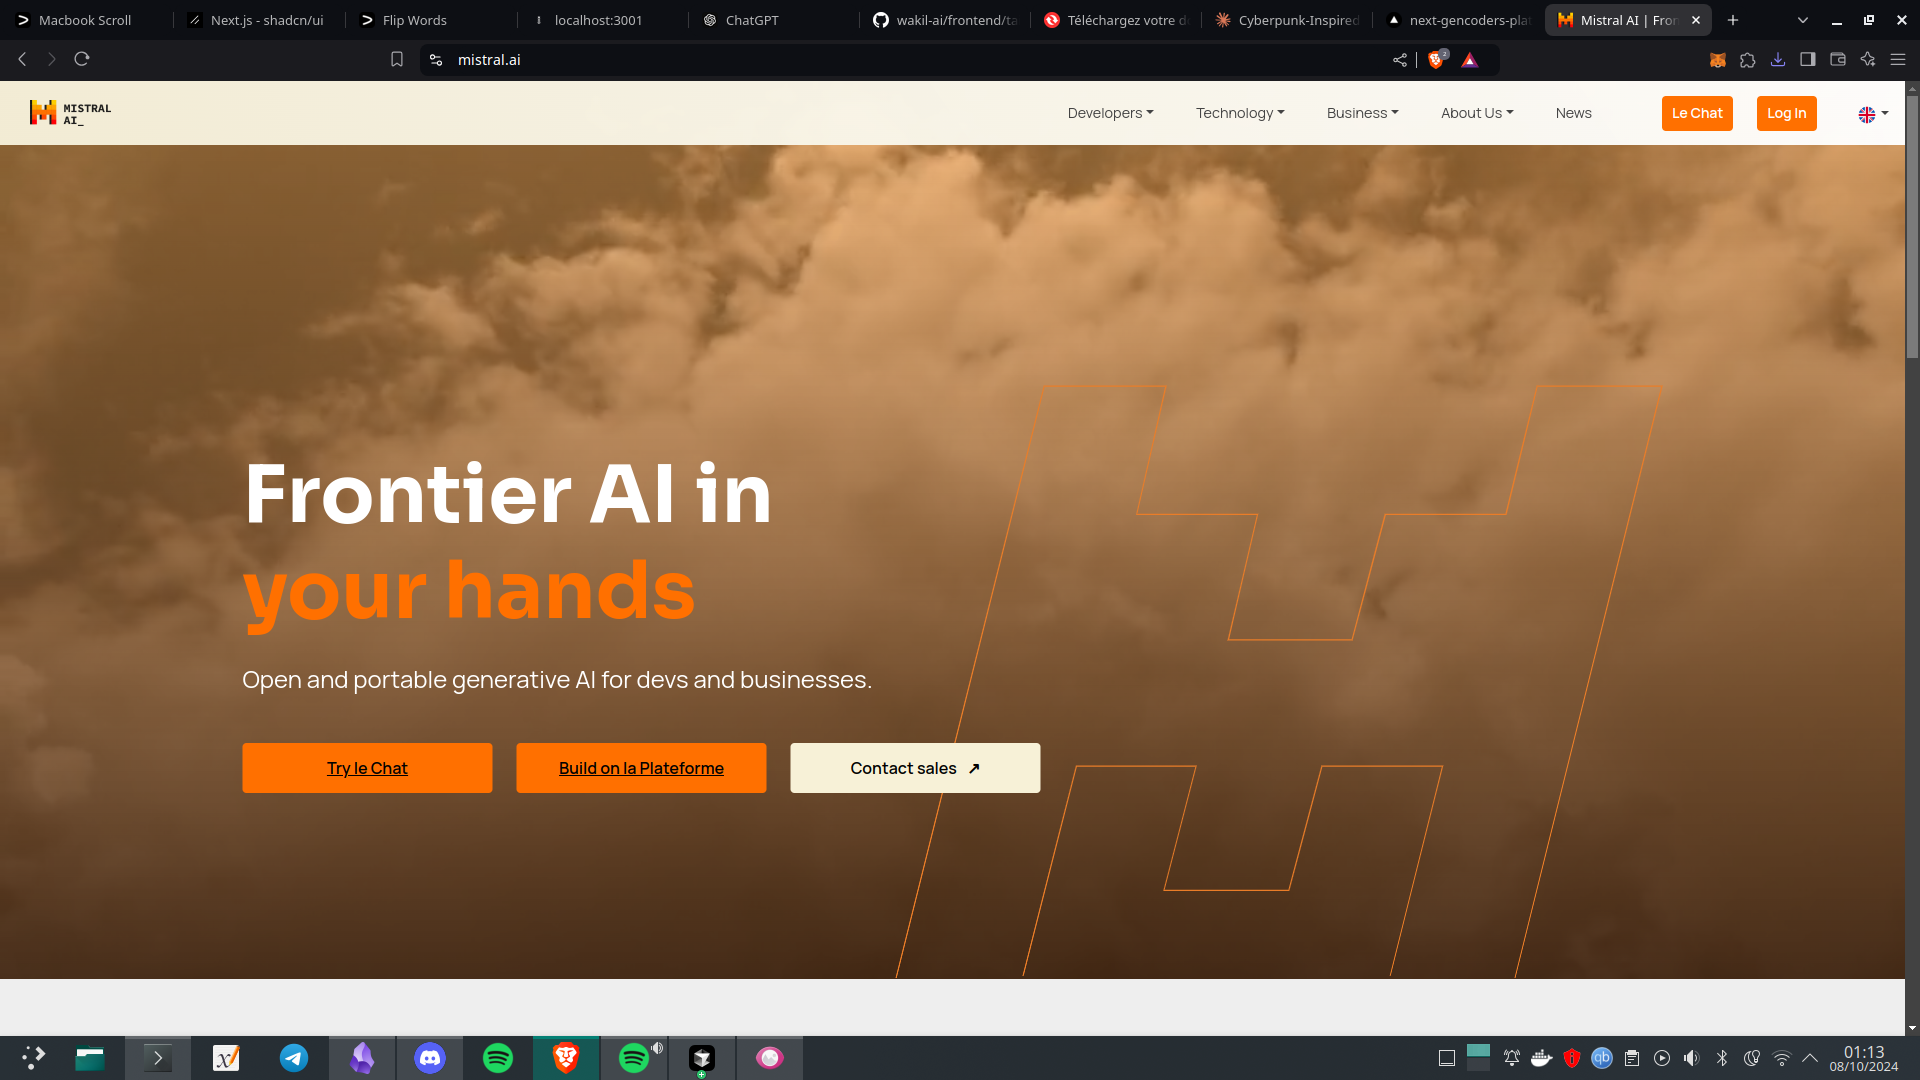 Macbook Scroll
Next.js - shadcn/ui
Flip Words
localhost:3001
ChatGPT
wakil-ai/frontend/ta
Téléchargez votre d
Cyberpunk-Inspired
next-gencoders-plat
Mistral AI | Fron
mistral.ai
2
MISTRAL
AI_
Developers
Technology
Business
About Us
News
Le Chat
Log In
Frontier AI in
your hands
Open and portable generative AI for devs and businesses.
Try le Chat
Build on la Plateforme
Contact sales ↗
qb
01:13
08/10/2024